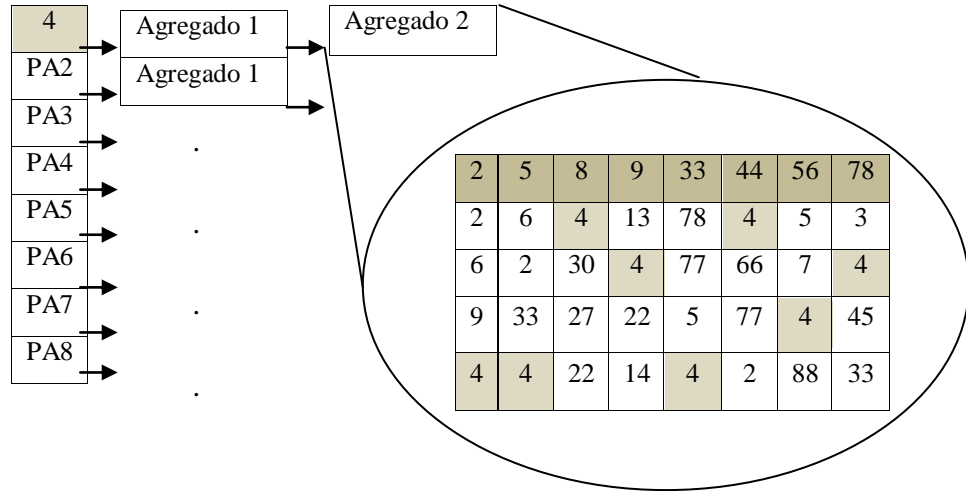 4
Agregado 1
Agregado 2
PA2
Agregado 1
PA3
.
PA4
PA5
.
PA6
PA7
.
PA8
.
2 5 8 9 33 44 56 78
2 6 4 13 78 4 5 3
6 2 30 4 77 66 7 4
9 33 27 22 5 77 4 45
4 4 22 14 4 2 88 33